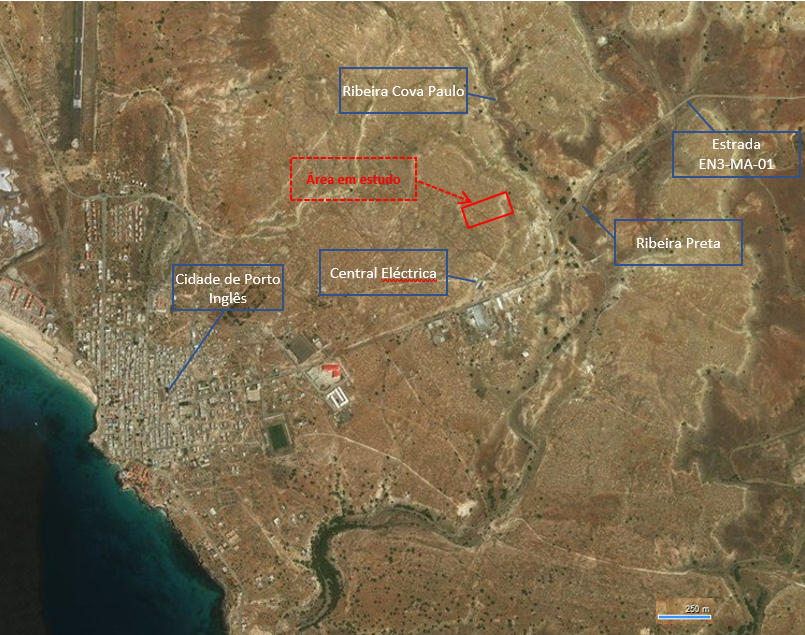 Ribeira Cova Paulo
Estrada
EN3-MA-01
Área em estudo
Ribeira Preta
Central Eléctrica
Cidade de Porto
Inglês
250 m